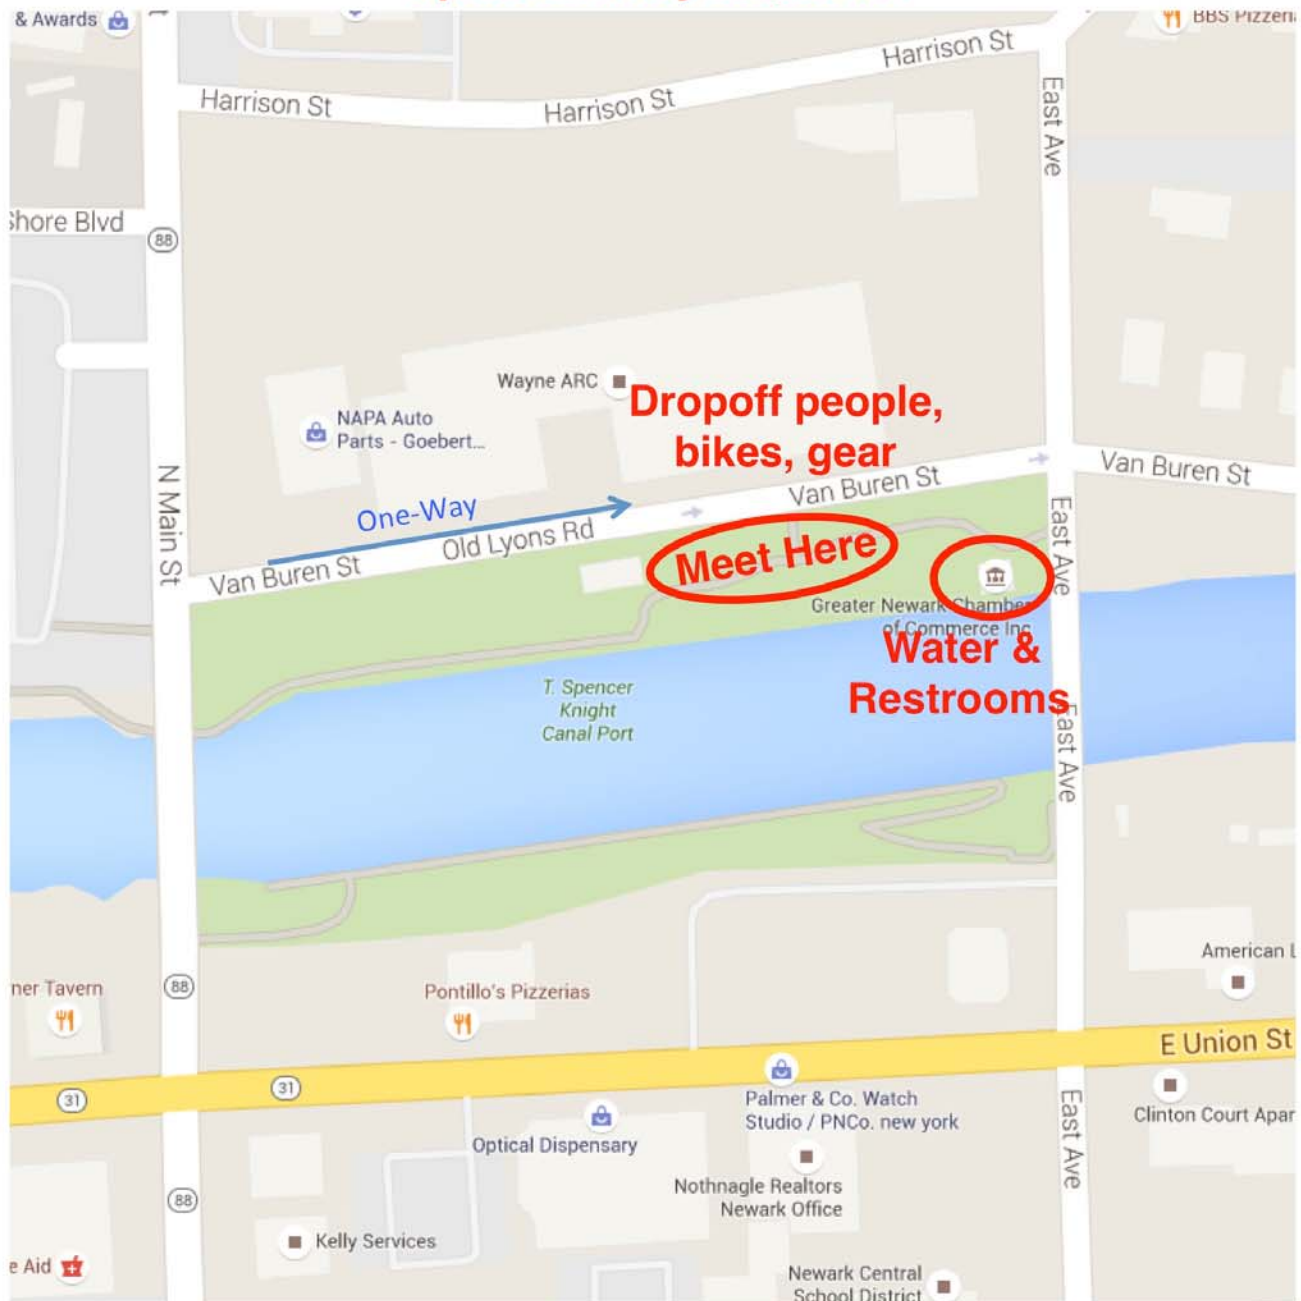 & Awards
BBS Pizzeri
Harrison St
Harrison St
Harrison St
East Ave
Shore Blvd
88
Wayne ARC
NAPA Auto
Parts - Goebert...
Dropoff people,
bikes, gear
Van Buren St
Van Buren St
N Main St
One-Way
Old Lyons Rd
Van Buren St
Meet Here
East Ave
Greater Newark Chamber
of Commerce Inc
Water &
Restrooms
T. Spencer
Knight
Canal Port
East Ave
American L
ner Tavern
88
Pontillo's Pizzerias
E Union St
31
31
Palmer & Co. Watch
Studio / PNCo. new york
Clinton Court Apar
Optical Dispensary
East Ave
Nothnagle Realtors
Newark Office
88
Kelly Services
e Aid
Newark Central
School District